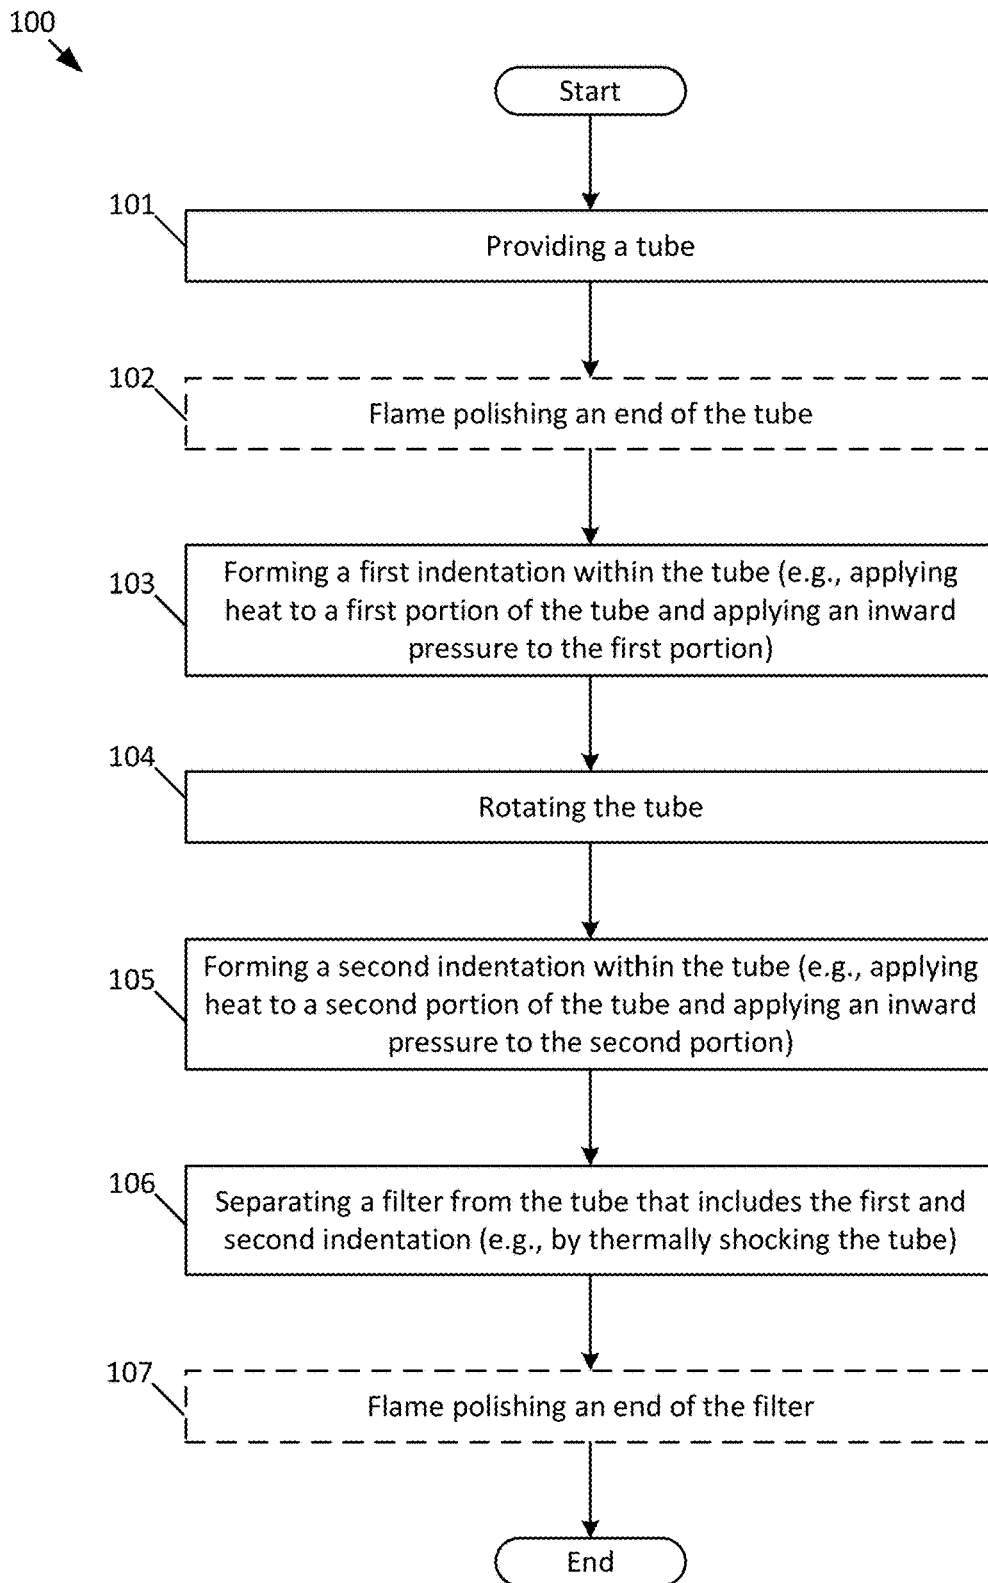 100
Start
101
Providing a tube
102
Flame polishing an end of the tube
103
Forming a first indentation within the tube (e.g., applying
heat to a first portion of the tube and applying an inward
pressure to the first portion)
104
Rotating the tube
105
Forming a second indentation within the tube (e.g., applying
heat to a second portion of the tube and applying an inward
pressure to the second portion)
106
Separating a filter from the tube that includes the first and
second indentation (e.g., by thermally shocking the tube)
107
Flame polishing an end of the filter
End